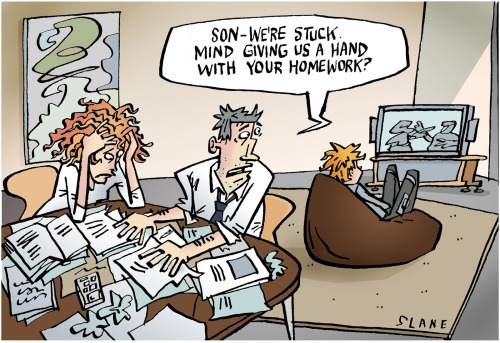 SON-WE'RE STUCK.
MIND GIVING US A HAND
WITH YOUR HOMEWORK?
SLANE